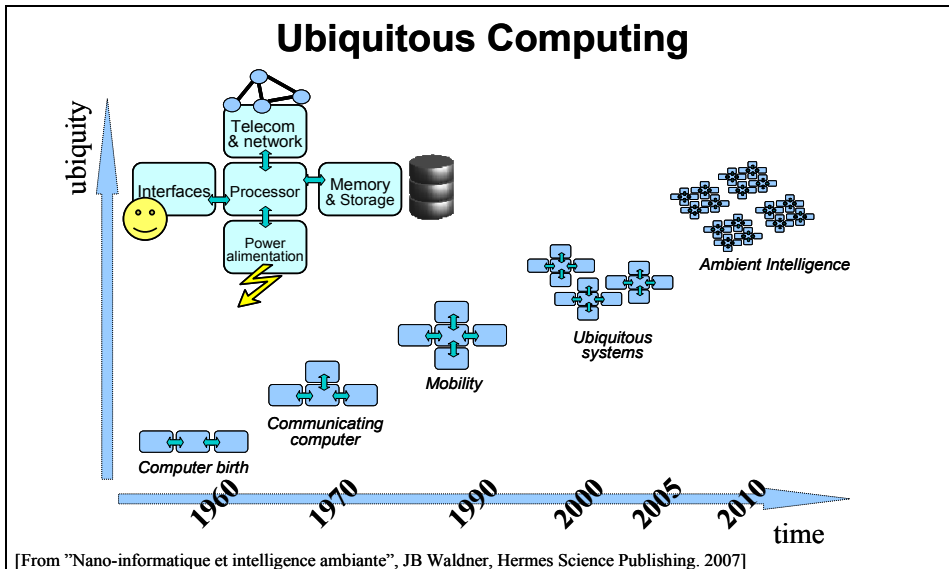 Ubiquitous Computing
ubiquity
Telecom
& network
Interfaces
Processor
Memory
& Storage
Power
alimentation
Ambient Intelligence
Ubiquitous
systems
Mobility
Communicating
computer
Computer birth
1960
1970
1990
2000
2005
2010
time
[From ”Nano-informatique et intelligence ambiante”, JB Waldner, Hermes Science Publishing. 2007]